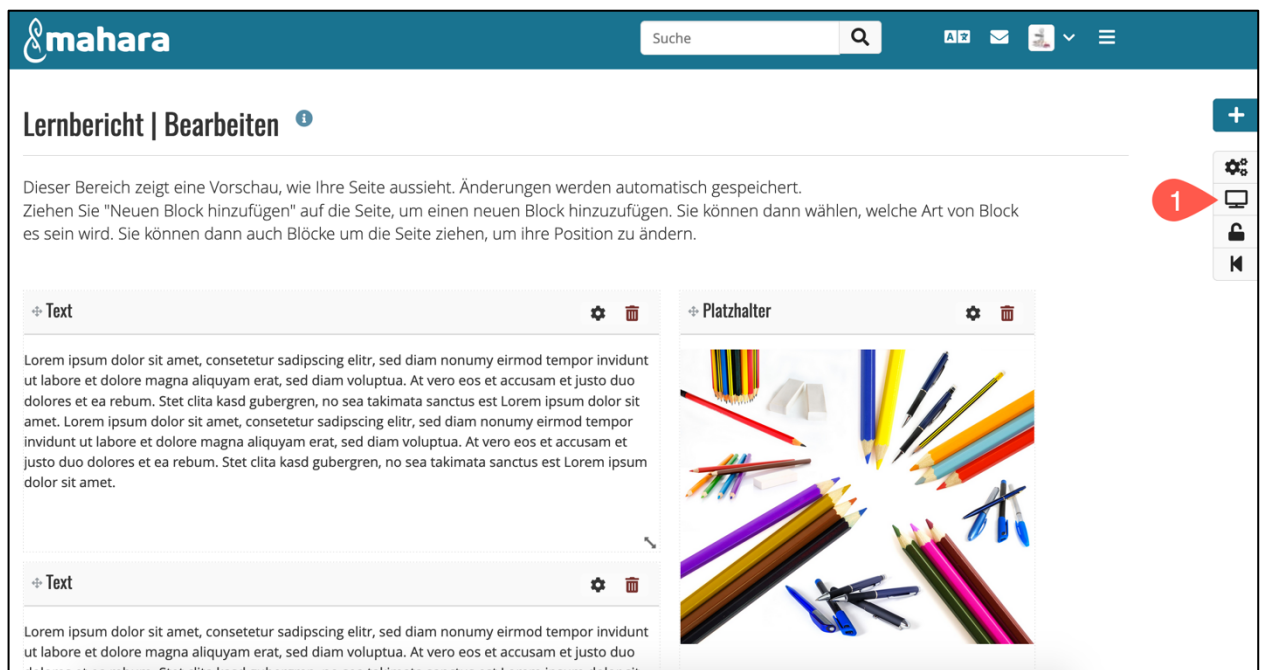 mahara
Suche
Lernbericht | Bearbeiten
Dieser Bereich zeigt eine Vorschau, wie Ihre Seite aussieht. Änderungen werden automatisch gespeichert.
Ziehen Sie "Neuen Block hinzufügen" auf die Seite, um einen neuen Block hinzuzufügen. Sie können dann wählen, welche Art von Block
es sein wird. Sie können dann auch Blöcke um die Seite ziehen, um ihre Position zu ändern.
1
Text
Lorem ipsum dolor sit amet, consetetur sadipscing elitr, sed diam nonumy eirmod tempor invidunt
ut labore et dolore magna aliquyam erat, sed diam voluptua. At vero eos et accusam et justo duo
dolores et ea rebum. Stet clita kasd gubergren, no sea takimata sanctus est Lorem ipsum dolor sit
amet. Lorem ipsum dolor sit amet, consetetur sadipscing elitr, sed diam nonumy eirmod tempor
invidunt ut labore et dolore magna aliquyam erat, sed diam voluptua. At vero eos et accusam et
justo duo dolores et ea rebum. Stet clita kasd gubergren, no sea takimata sanctus est Lorem ipsum
dolor sit amet.
Platzhalter
Text
Lorem ipsum dolor sit amet, consetetur sadipscing elitr, sed diam nonumy eirmod tempor invidunt
ut labore et dolore magna aliquyam erat, sed diam voluptua. At vero eos et accusam et justo duo